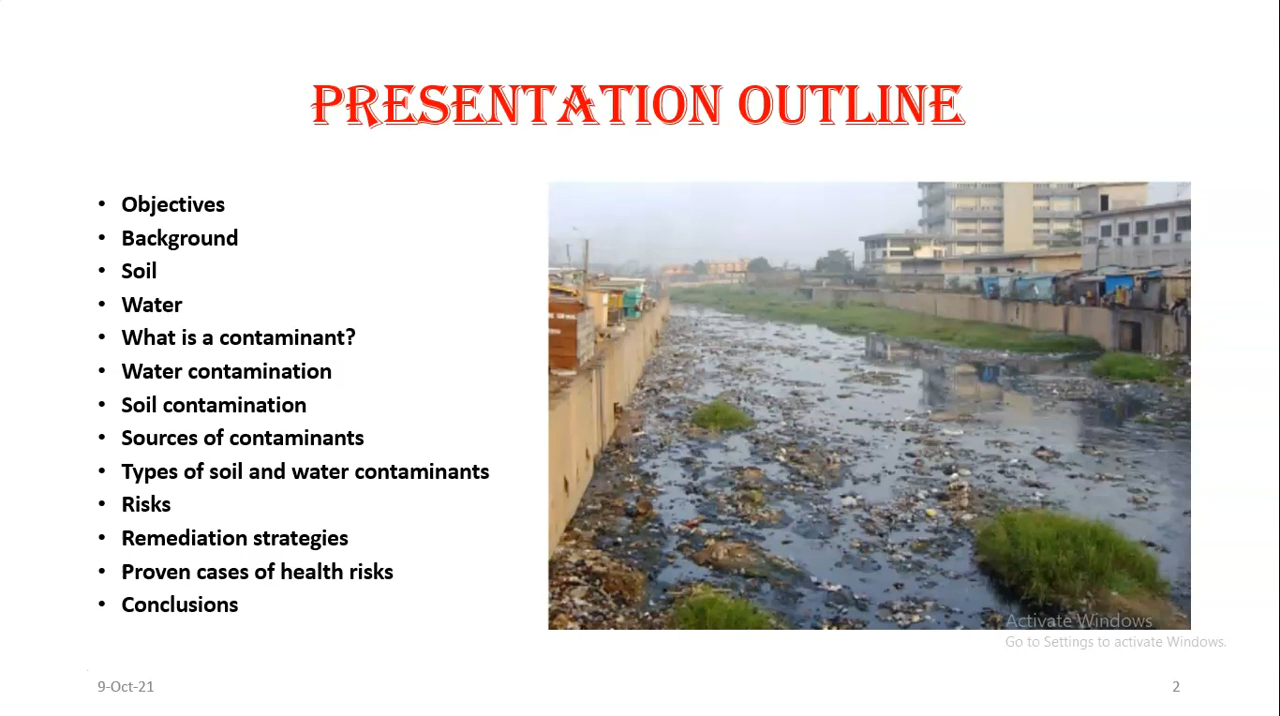 PRESENTATION OUTLINE
• Objectives
• Background
• Soil
• Water
• What is a contaminant?
• Water contamination
• Soil contamination
• Sources of contaminants
• Types of soil and water contaminants
• Risks
• Remediation strategies
• Proven cases of health risks
• Conclusions
Activate Windows
Go to Settings to activate Windows.
9-Oct-21
2